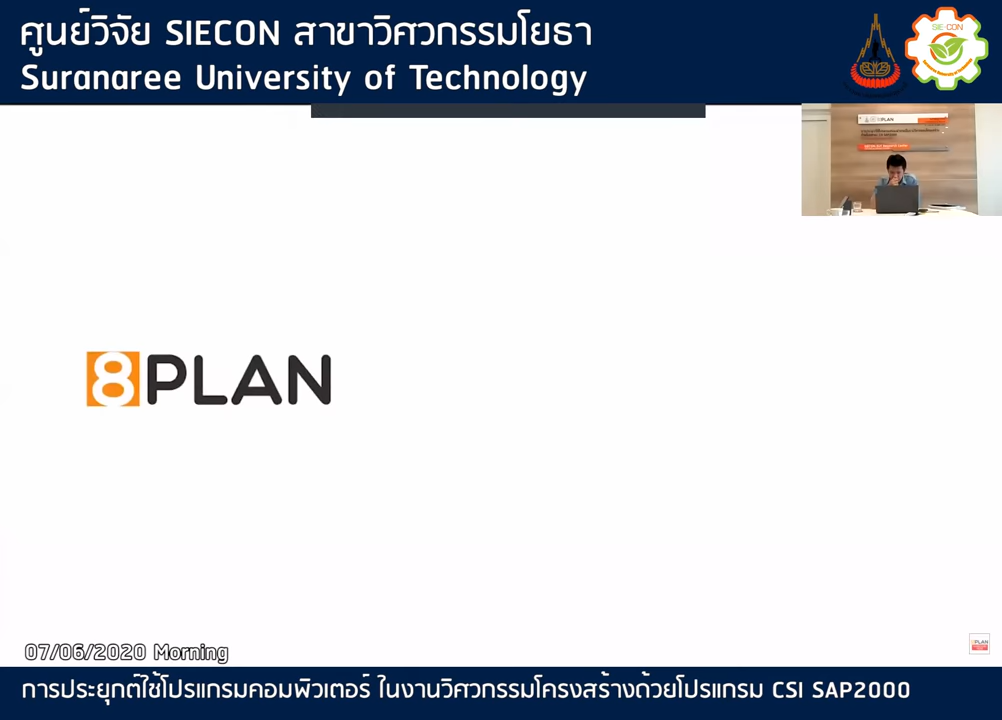 ศูนย์วิจัย SIECON สาขาวิศวกรรมโยธา
Suranaree University of Technology
SIE-CON
8PLAN
8PLAN
07/06/2020 Morning
PLAN
การประยุกต์ใช้โปรแกรมคอมพิวเตอร์ ในงานวิศวกรรมโครงสร้างด้วยโปรแกรม CSI SAP2000